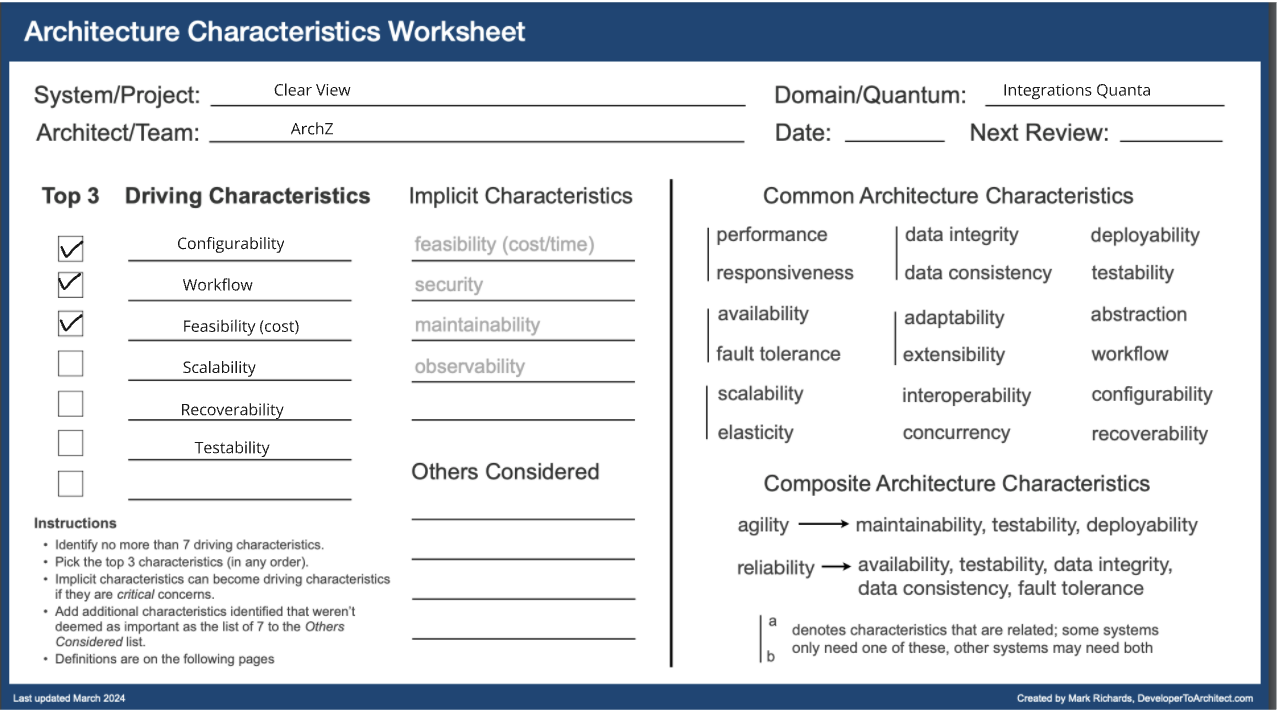 Architecture Characteristics Worksheet
System/Project: Clear View
Domain/Quantum: Integrations Quanta
Architect/Team: ArchZ
Date: Next Review:
Top 3 Driving Characteristics
Configurability
Workflow
Feasibility (cost)
Scalability
Recoverability
Testability
Instructions
• Identify no more than 7 driving characteristics.
• Pick the top 3 characteristics (in any order).
• Implicit characteristics can become driving characteristics
if they are critical concerns.
• Add additional characteristics identified that weren't
deemed as important as the list of 7 to the Others
Considered list.
• Definitions are on the following pages
Implicit Characteristics
feasibility (cost/time)
security
maintainability
observability
Others Considered
Common Architecture Characteristics
performance
responsiveness
availability
fault tolerance
scalability
elasticity
data integrity
data consistency
adaptability
extensibility
interoperability
concurrency
deployability
testability
abstraction
workflow
configurability
recoverability
Composite Architecture Characteristics
agility → maintainability, testability, deployability
reliability → availability, testability, data integrity,
data consistency, fault tolerance
a
b
denotes characteristics that are related; some systems
only need one of these, other systems may need both
Last updated March 2024
Created by Mark Richards, DeveloperToArchitect.com